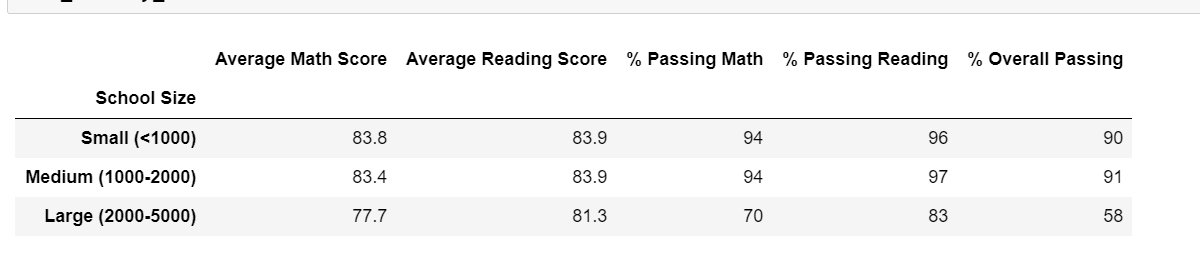 Average Math Score Average Reading Score % Passing Math % Passing Reading % Overall Passing
School Size
Small (<1000) 83.8 83.9 94 96 90
Medium (1000-2000) 83.4 83.9 94 97 91
Large (2000-5000) 77.7 81.3 70 83 58